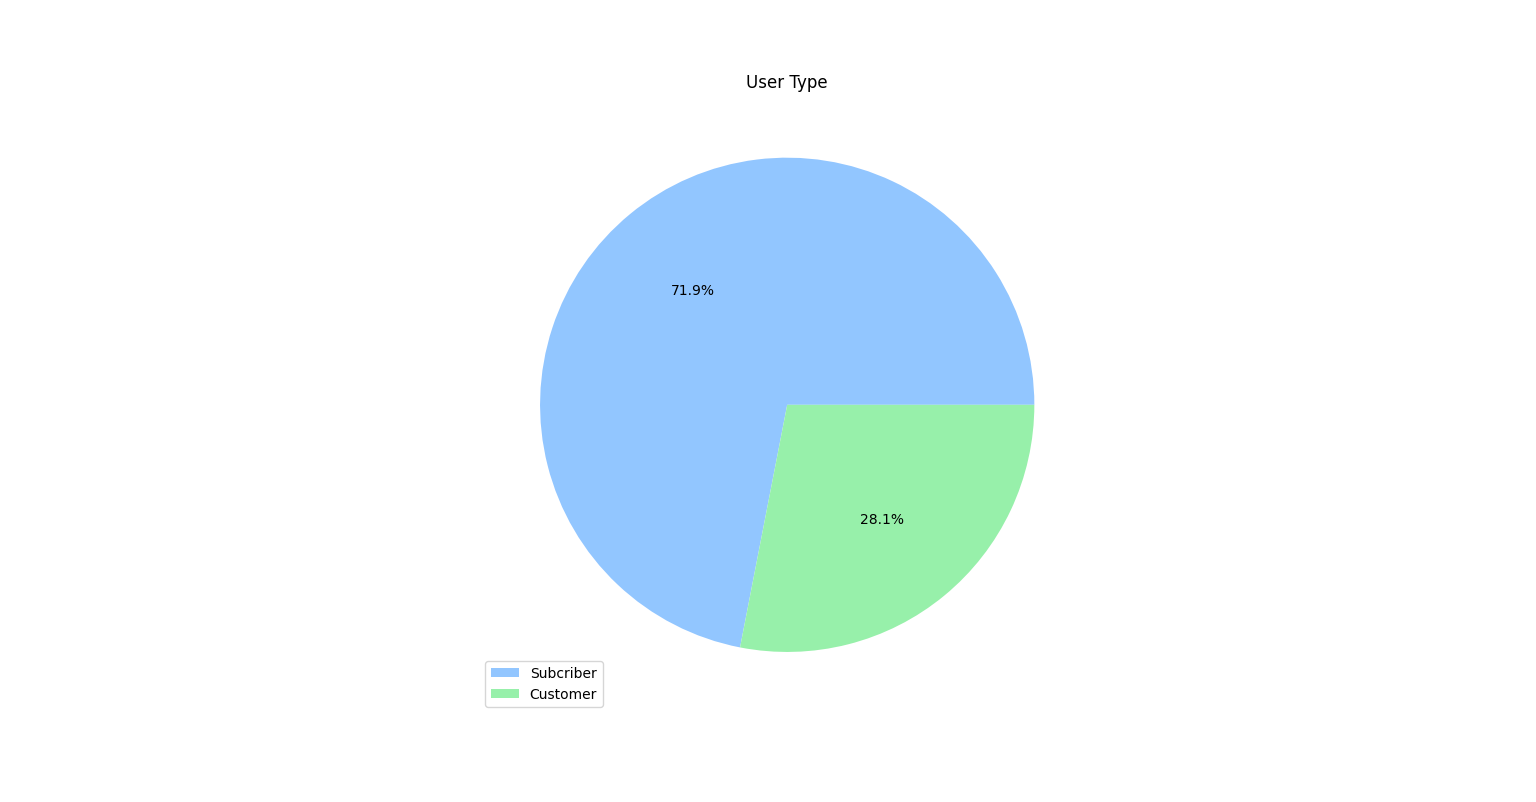 User Type
71.9%
28.1%
Subcriber
Customer